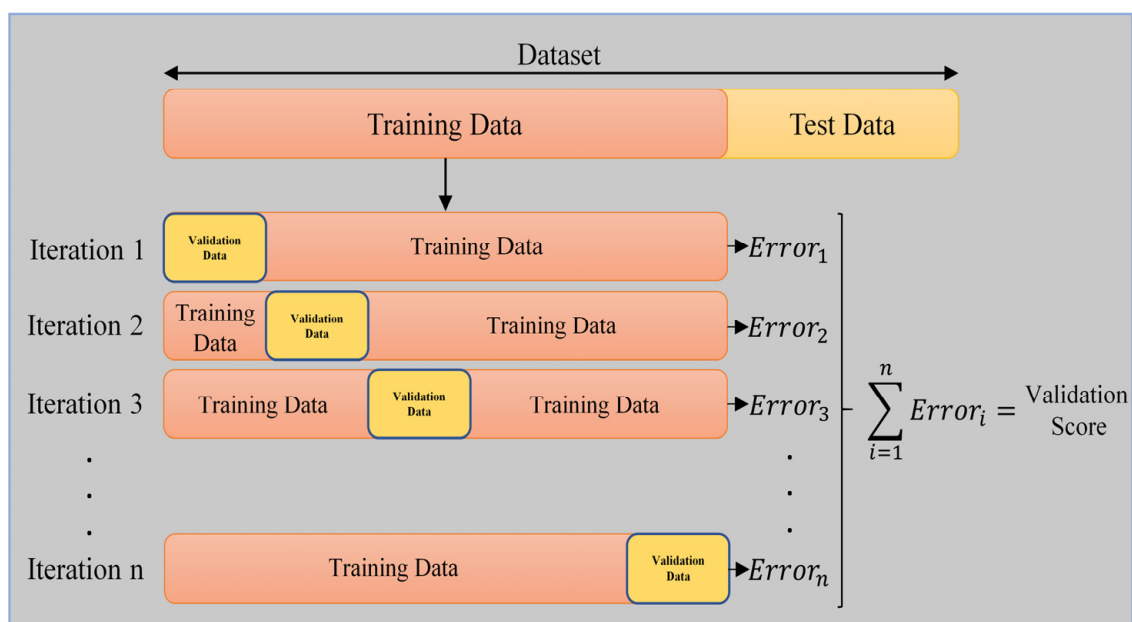 Dataset
Training Data
Test Data
Iteration 1
Validation
Data
Training Data
Error₁
Iteration 2
Training
Data
Validation
Data
Training Data
Error₂
Iteration 3
Training Data
Validation
Data
Training Data
Error₃
.
.
.
.
.
.
n
∑ Errorᵢ = Validation
Score
i=1
Iteration n
Training Data
Validation
Data
Errorₙ